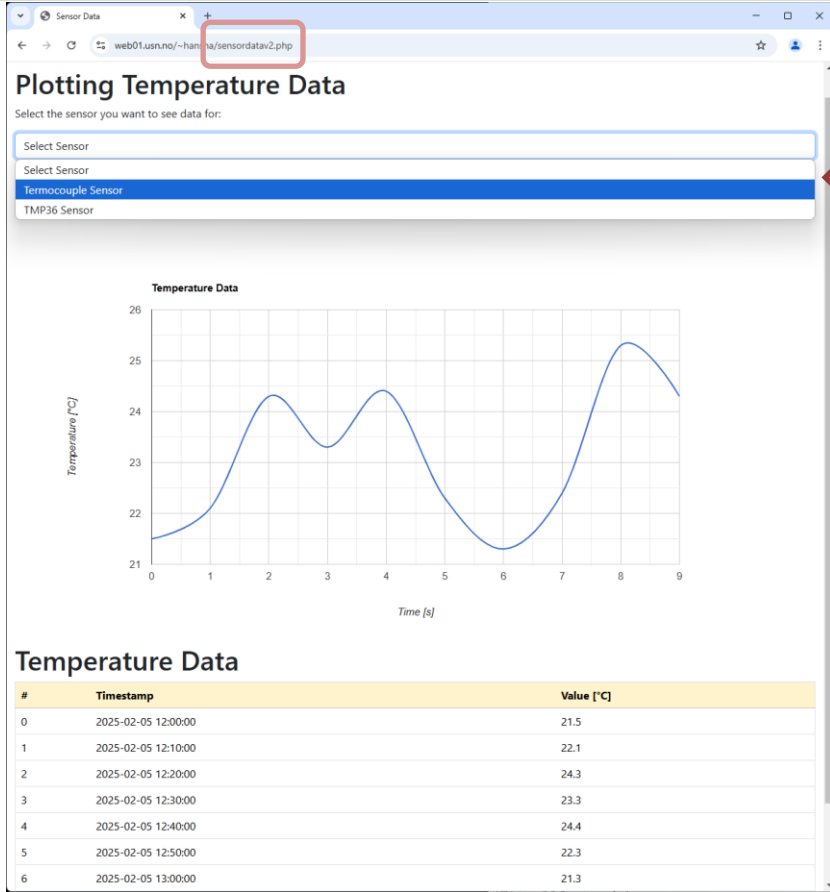 Sensor Data
web01.usn.no/~hansha/sensordatav2.php
Plotting Temperature Data
Select the sensor you want to see data for:
Select Sensor
Select Sensor
Termocouple Sensor
TMP36 Sensor
Temperature Data
26
25
24
23
22
21
Temperature [°C]
0 1 2 3 4 5 6 7 8 9
Time [s]
Temperature Data
# Timestamp Value [°C]
0 2025-02-05 12:00:00 21.5
1 2025-02-05 12:10:00 22.1
2 2025-02-05 12:20:00 24.3
3 2025-02-05 12:30:00 23.3
4 2025-02-05 12:40:00 24.4
5 2025-02-05 12:50:00 22.3
6 2025-02-05 13:00:00 21.3